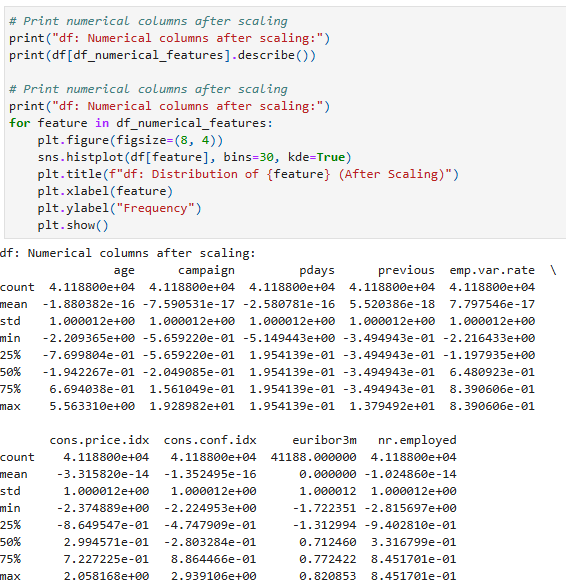 # Print numerical columns after scaling
print("df: Numerical columns after scaling:")
print(df[df_numerical_features].describe())

# Print numerical columns after scaling
print("df: Numerical columns after scaling:")
for feature in df_numerical_features:
    plt.figure(figsize=(8, 4))
    sns.histplot(df[feature], bins=30, kde=True)
    plt.title(f"df: Distribution of {feature} (After Scaling)")
    plt.xlabel(feature)
    plt.ylabel("Frequency")
    plt.show()

df: Numerical columns after scaling:
                age      campaign         pdays      previous  emp.var.rate  \
count  4.118800e+04  4.118800e+04  4.118800e+04  4.118800e+04  4.118800e+04
mean  -1.880382e-16 -7.590531e-17 -2.580781e-16  5.520386e-18  7.797546e-17
std    1.000012e+00  1.000012e+00  1.000012e+00  1.000012e+00  1.000012e+00
min   -2.209365e+00 -5.659220e-01 -5.149443e+00 -3.494943e-01 -2.216433e+00
25%   -7.699804e-01 -5.659220e-01  1.954139e-01 -3.494943e-01 -1.197935e+00
50%   -1.942267e-01 -2.049085e-01  1.954139e-01 -3.494943e-01  6.480923e-01
75%    6.694038e-01  1.561049e-01  1.954139e-01 -3.494943e-01  8.390606e-01
max    5.563310e+00  1.928982e+01  1.954139e-01  1.379492e+01  8.390606e-01

       cons.price.idx  cons.conf.idx     euribor3m   nr.employed
count    4.118800e+04   4.118800e+04  41188.000000  4.118800e+04
mean    -3.315820e-14  -1.352495e-16      0.000000 -1.024860e-14
std      1.000012e+00   1.000012e+00      1.000012  1.000012e+00
min     -2.374889e+00  -2.224953e+00     -1.722351 -2.815697e+00
25%     -8.649547e-01  -4.747909e-01     -1.312994 -9.402810e-01
50%      2.994571e-01  -2.803284e-01      0.712460  3.316799e-01
75%      7.227225e-01   8.864466e-01      0.772422  8.451701e-01
max      2.058168e+00   2.939106e+00      0.820853  8.451701e-01